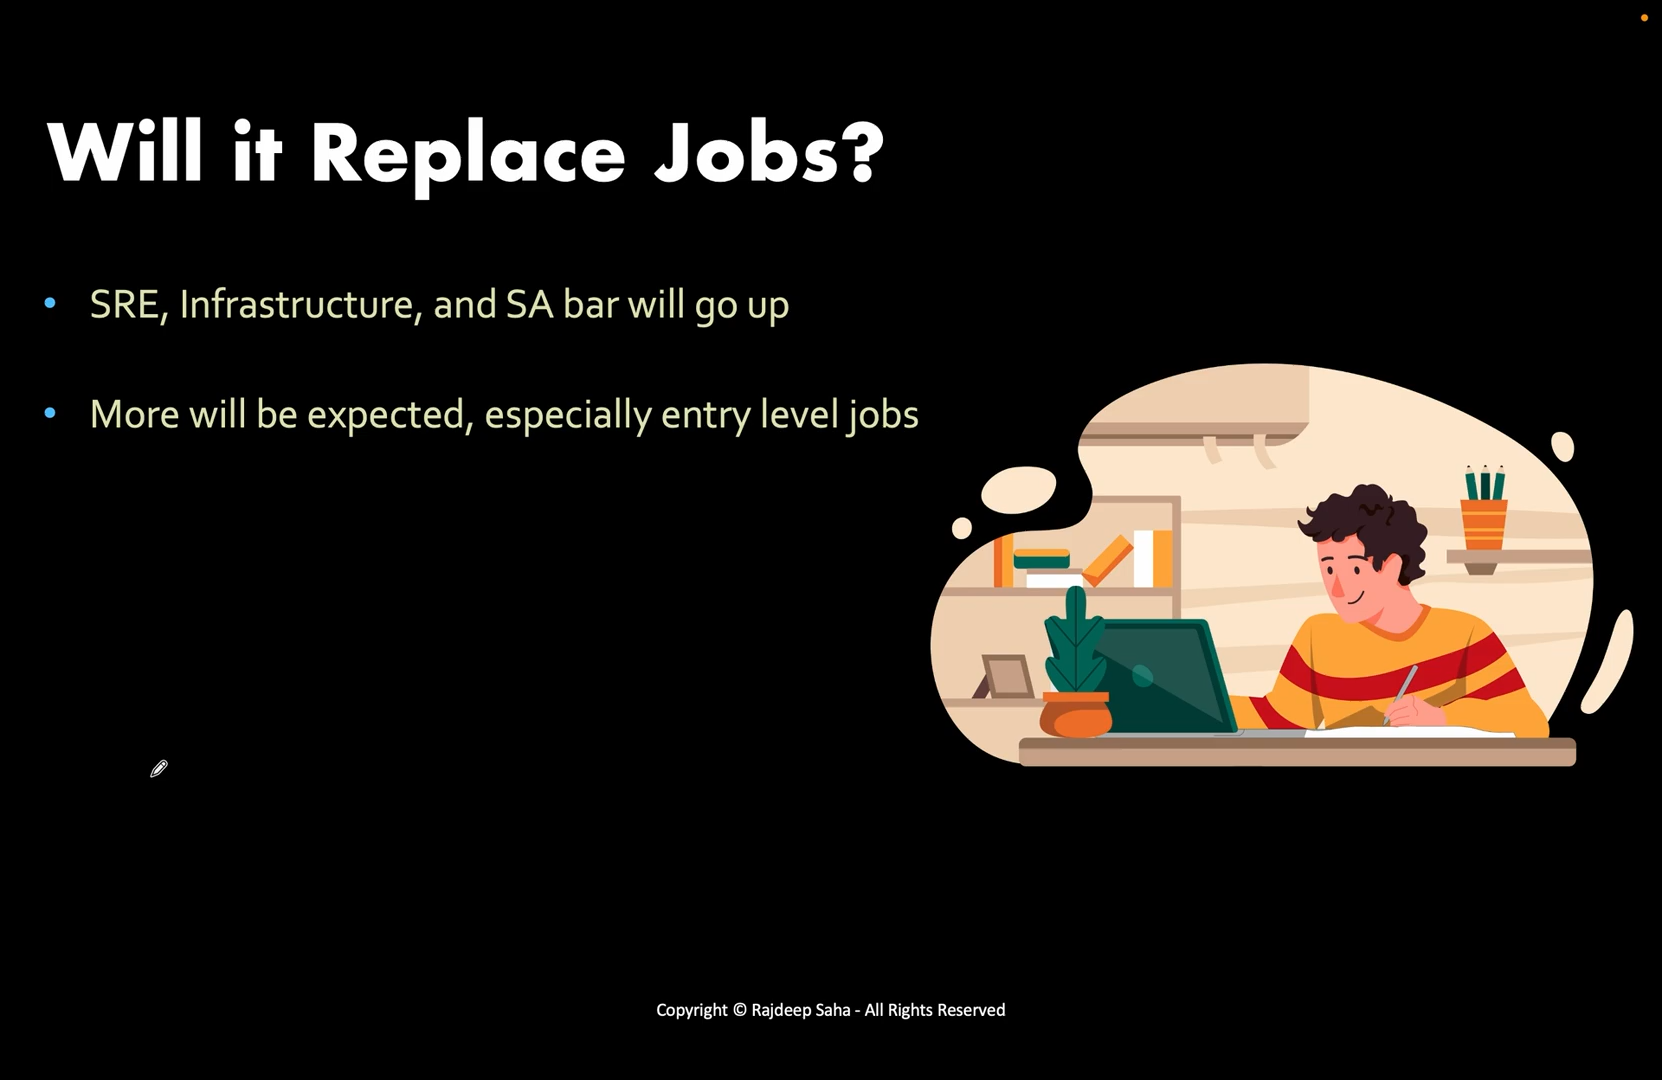 Will it Replace Jobs?
• SRE, Infrastructure, and SA bar will go up
• More will be expected, especially entry level jobs
Copyright © Rajdeep Saha - All Rights Reserved